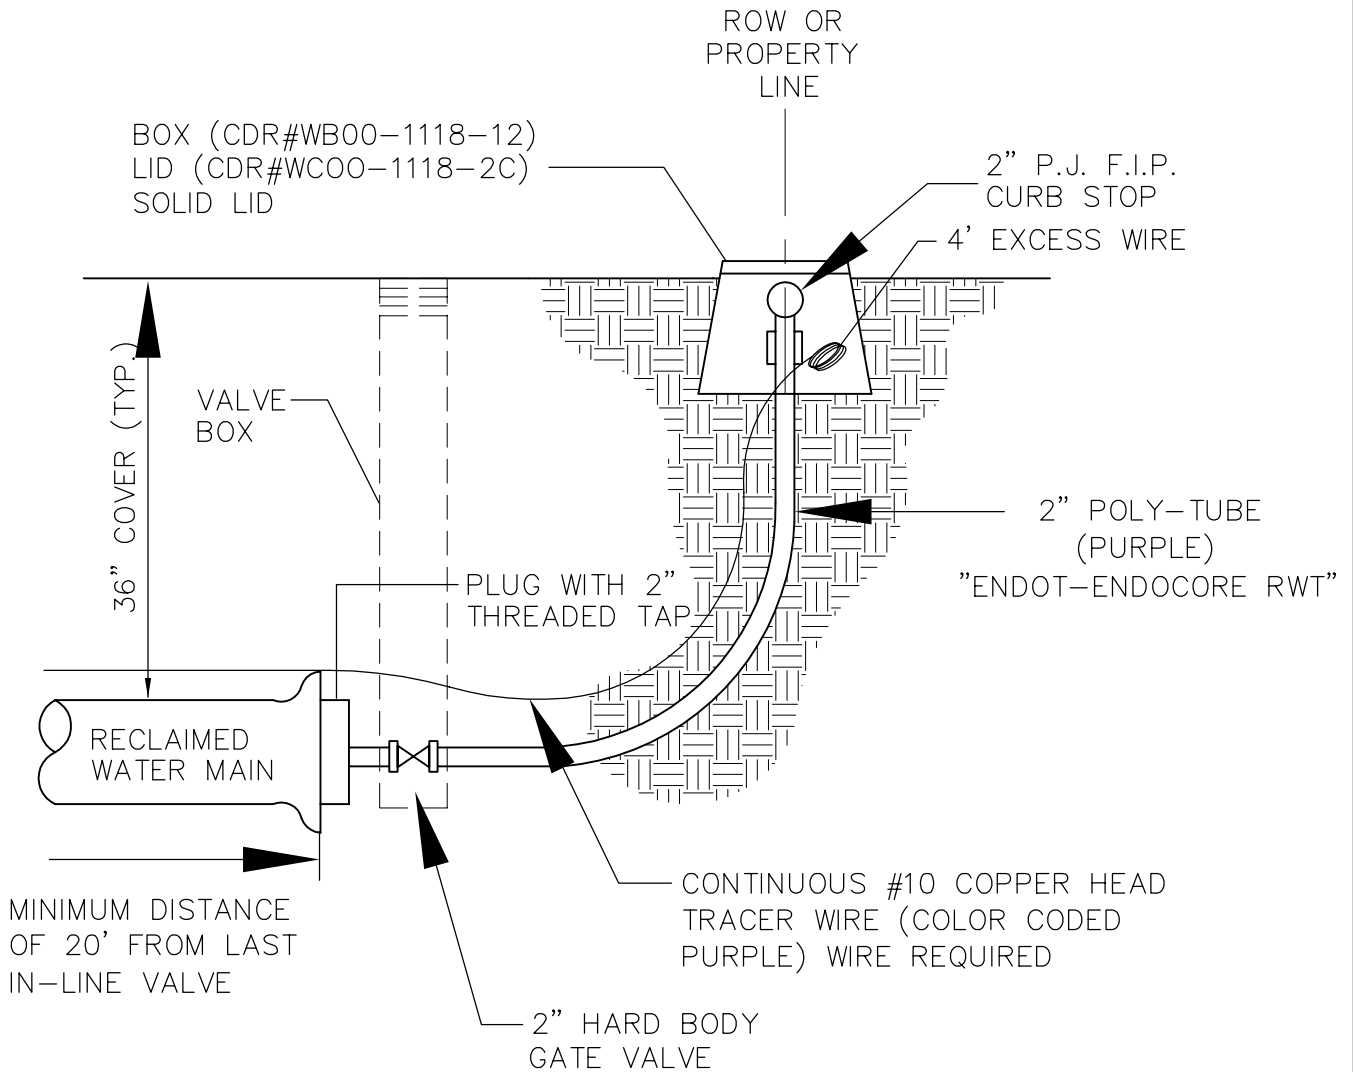 ROW OR
PROPERTY
LINE
BOX (CDR#WB00-1118-12)
LID (CDR#WC00-1118-2C)
SOLID LID
2" P.J. F.I.P.
CURB STOP
4' EXCESS WIRE
36" COVER (TYP.)
VALVE
BOX
2" POLY-TUBE
(PURPLE)
"ENDOT-ENDOCORE RWT"
PLUG WITH 2"
THREADED TAP
RECLAIMED
WATER MAIN
CONTINUOUS #10 COPPER HEAD
TRACER WIRE (COLOR CODED
PURPLE) WIRE REQUIRED
MINIMUM DISTANCE
OF 20' FROM LAST
IN-LINE VALVE
2" HARD BODY
GATE VALVE